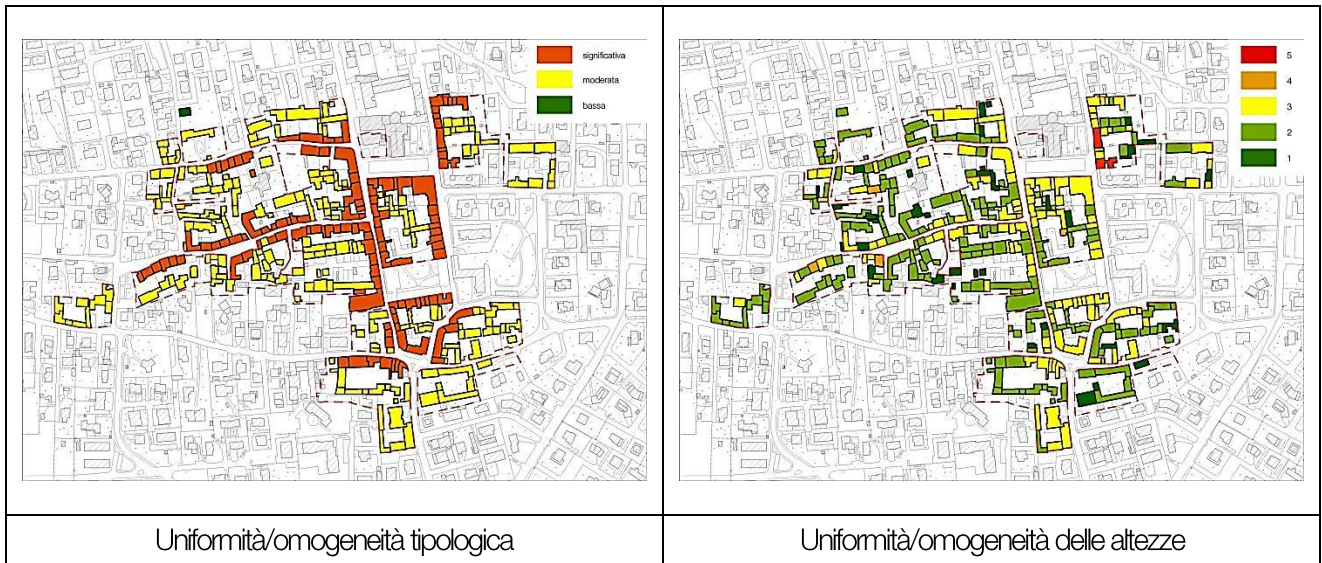 significativa
moderata
bassa
5
4
3
2
1
Uniformità/omogeneità tipologica
Uniformità/omogeneità delle altezze